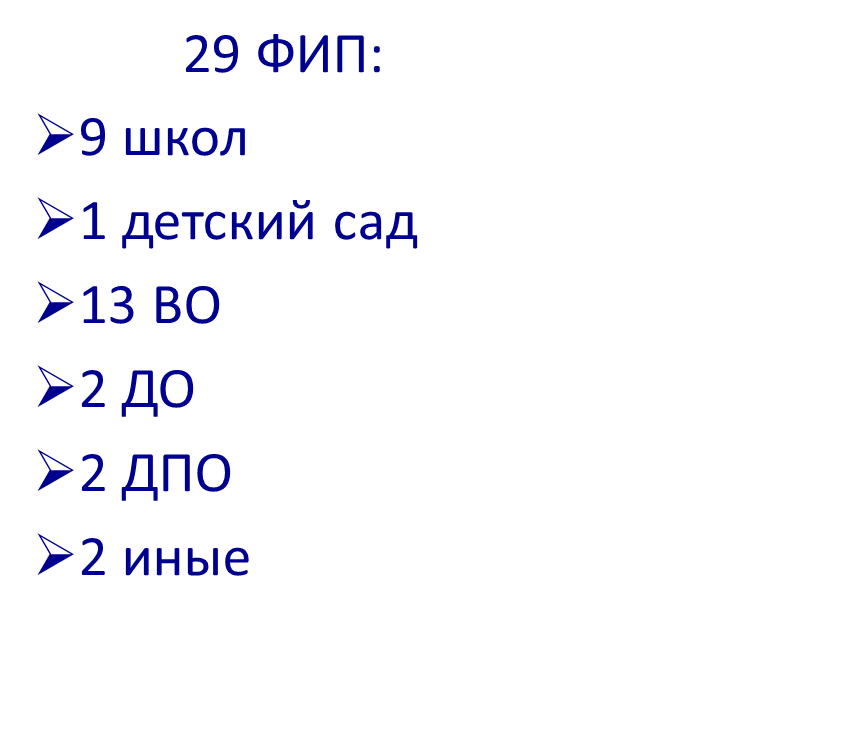 29 ФИП:
➢9 школ
➢1 детский сад
➢13 ВО
➢2 ДО
➢2 ДПО
➢2 иные